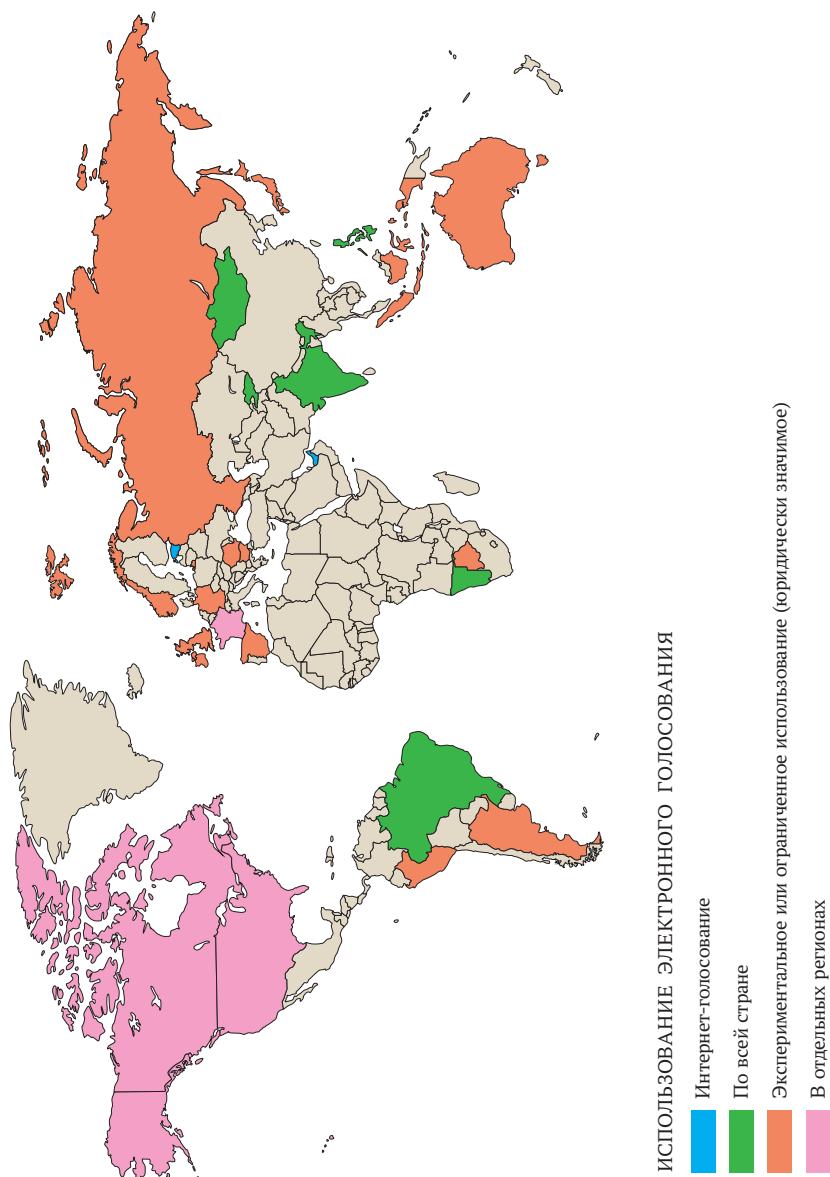 ИСПОЛЬЗОВАНИЕ ЭЛЕКТРОННОГО ГОЛОСОВАНИЯ
Интернет-голосование
По всей стране
Экспериментальное или ограниченное использование (юридически значимое)
В отдельных регионах